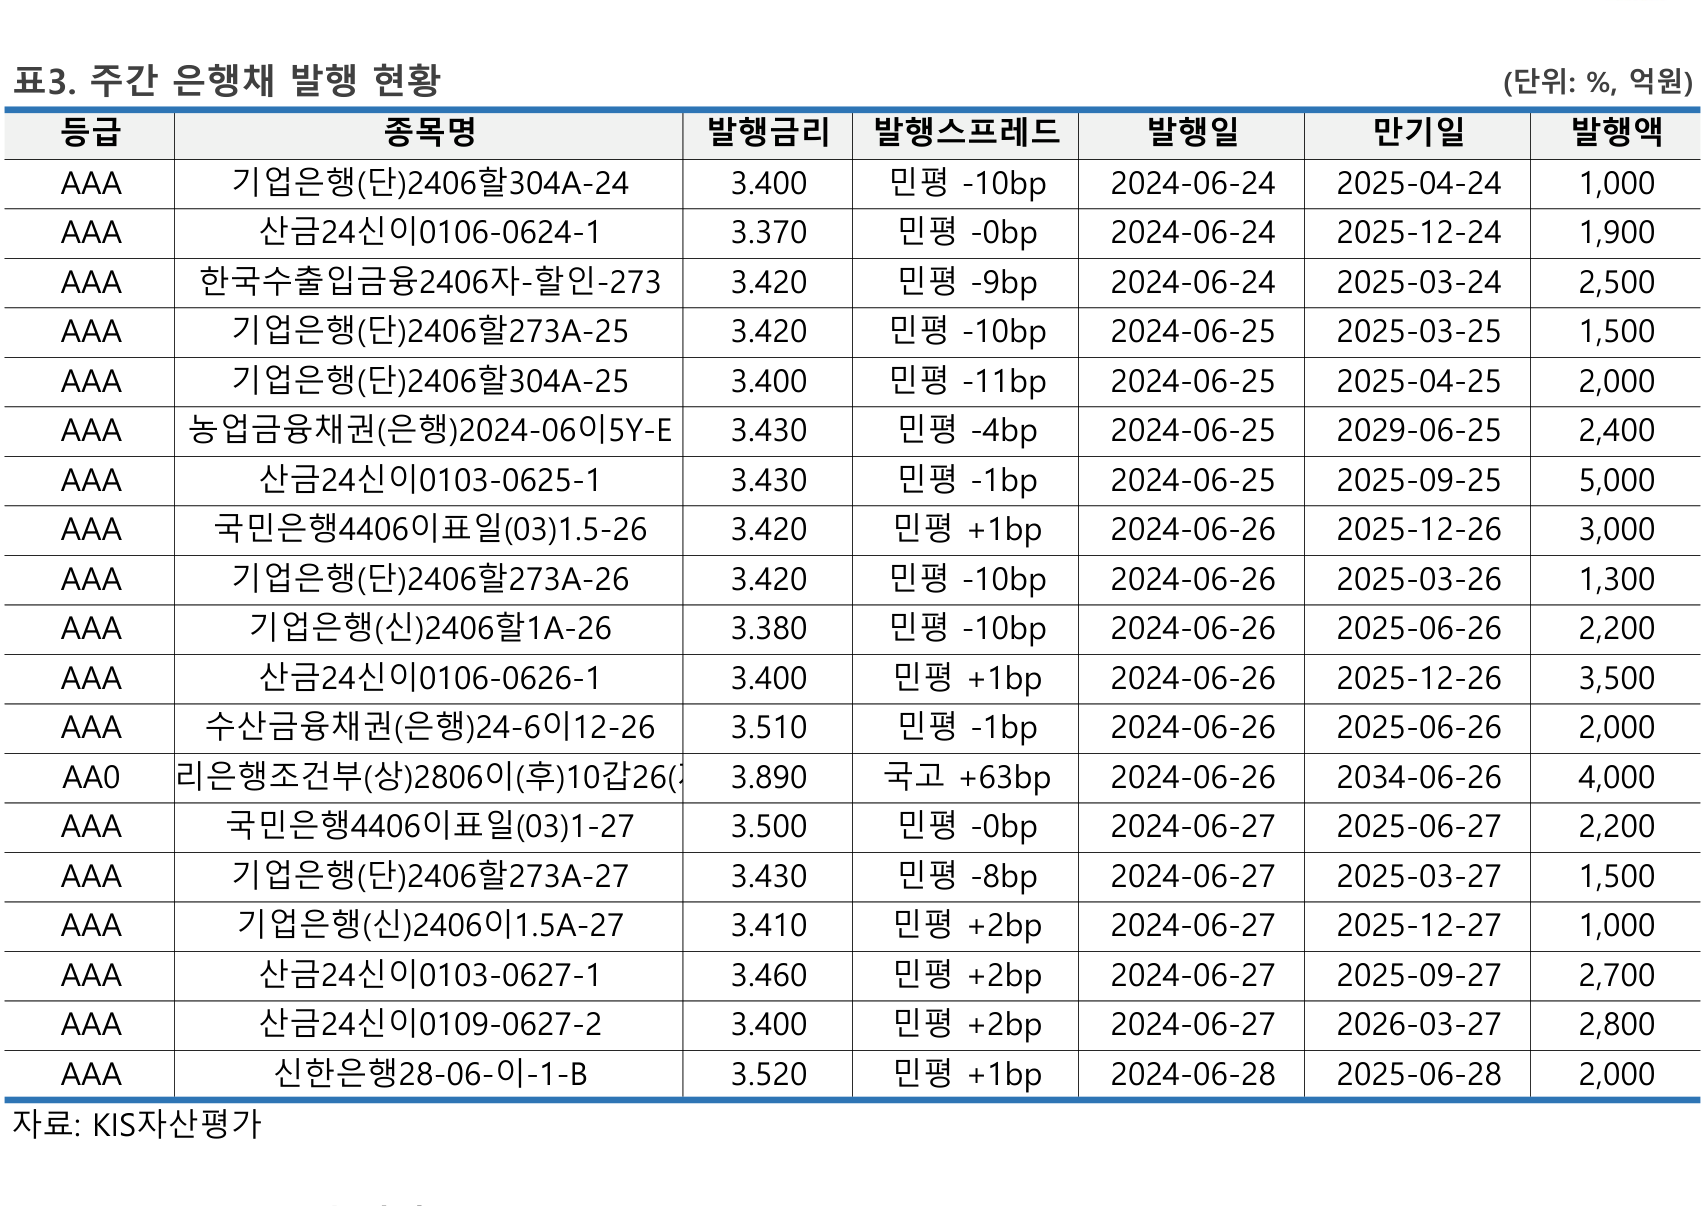 표3. 주간 은행채 발행 현황 (단위: %, 억원)
등급 종목명 발행금리 발행스프레드 발행일 만기일 발행액
AAA 기업은행(단)2406할304A-24 3.400 민평 -10bp 2024-06-24 2025-04-24 1,000
AAA 산금24신이0106-0624-1 3.370 민평 -0bp 2024-06-24 2025-12-24 1,900
AAA 한국수출입금융2406자-할인-273 3.420 민평 -9bp 2024-06-24 2025-03-24 2,500
AAA 기업은행(단)2406할273A-25 3.420 민평 -10bp 2024-06-25 2025-03-25 1,500
AAA 기업은행(단)2406할304A-25 3.400 민평 -11bp 2024-06-25 2025-04-25 2,000
AAA 농업금융채권(은행)2024-06이5Y-E 3.430 민평 -4bp 2024-06-25 2029-06-25 2,400
AAA 산금24신이0103-0625-1 3.430 민평 -1bp 2024-06-25 2025-09-25 5,000
AAA 국민은행4406이표일(03)1.5-26 3.420 민평 +1bp 2024-06-26 2025-12-26 3,000
AAA 기업은행(단)2406할273A-26 3.420 민평 -10bp 2024-06-26 2025-03-26 1,300
AAA 기업은행(신)2406할1A-26 3.380 민평 -10bp 2024-06-26 2025-06-26 2,200
AAA 산금24신이0106-0626-1 3.400 민평 +1bp 2024-06-26 2025-12-26 3,500
AAA 수산금융채권(은행)24-6이12-26 3.510 민평 -1bp 2024-06-26 2025-06-26 2,000
AA0 리은행조건부(상)2806이(후)10갑26( 3.890 국고 +63bp 2024-06-26 2034-06-26 4,000
AAA 국민은행4406이표일(03)1-27 3.500 민평 -0bp 2024-06-27 2025-06-27 2,200
AAA 기업은행(단)2406할273A-27 3.430 민평 -8bp 2024-06-27 2025-03-27 1,500
AAA 기업은행(신)2406이1.5A-27 3.410 민평 +2bp 2024-06-27 2025-12-27 1,000
AAA 산금24신이0103-0627-1 3.460 민평 +2bp 2024-06-27 2025-09-27 2,700
AAA 산금24신이0109-0627-2 3.400 민평 +2bp 2024-06-27 2026-03-27 2,800
AAA 신한은행28-06-이-1-B 3.520 민평 +1bp 2024-06-28 2025-06-28 2,000
자료: KIS자산평가